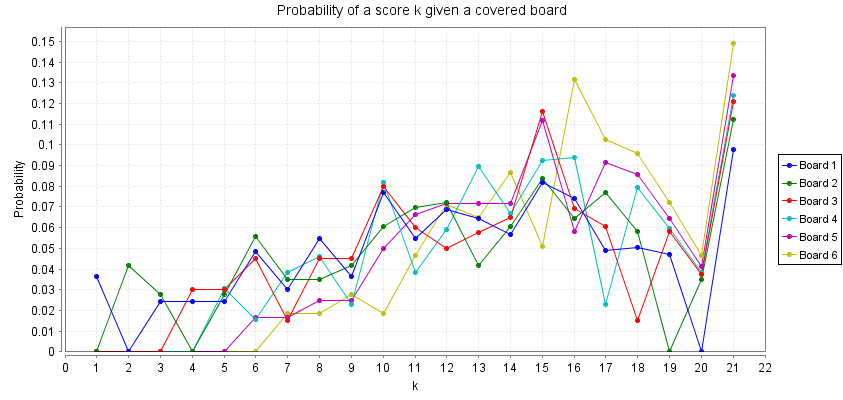 Probability of a score k given a covered board
0.15
0.14
0.13
0.12
0.11
0.1
0.09
0.08
0.07
0.06
0.05
0.04
0.03
0.02
0.01
0
Probability
0 1 2 3 4 5 6 7 8 9 10 11 12 13 14 15 16 17 18 19 20 21 22
k
Board 1
Board 2
Board 3
Board 4
Board 5
Board 6